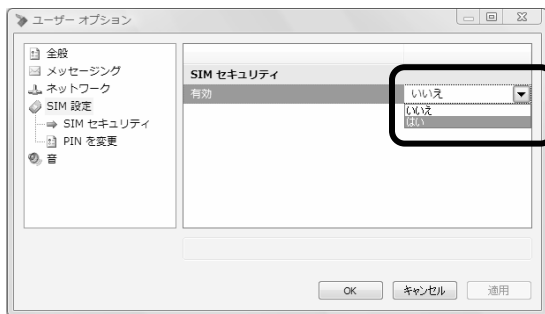 ユーザー オプション
全般
メッセージング
ネットワーク
SIM 設定
SIM セキュリティ
PIN を変更
音
SIM セキュリティ
有効
いいえ
いいえ
はい
OK
キャンセル
適用